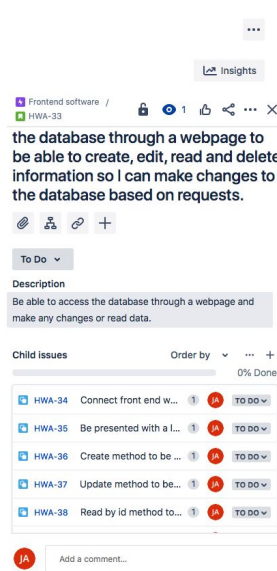 Insights
Frontend software /
HWA-33
1
the database through a webpage to
be able to create, edit, read and delete
information so I can make changes to
the database based on requests.
To Do
Description
Be able to access the database through a webpage and
make any changes or read data.
Child issues Order by
0% Done
HWA-34 Connect front end w... 1 JA TO DO
HWA-35 Be presented with a l... 1 JA TO DO
HWA-36 Create method to be ... 1 JA TO DO
HWA-37 Update method to be... 1 JA TO DO
HWA-38 Read by id method to... 1 JA TO DO
JA Add a comment...